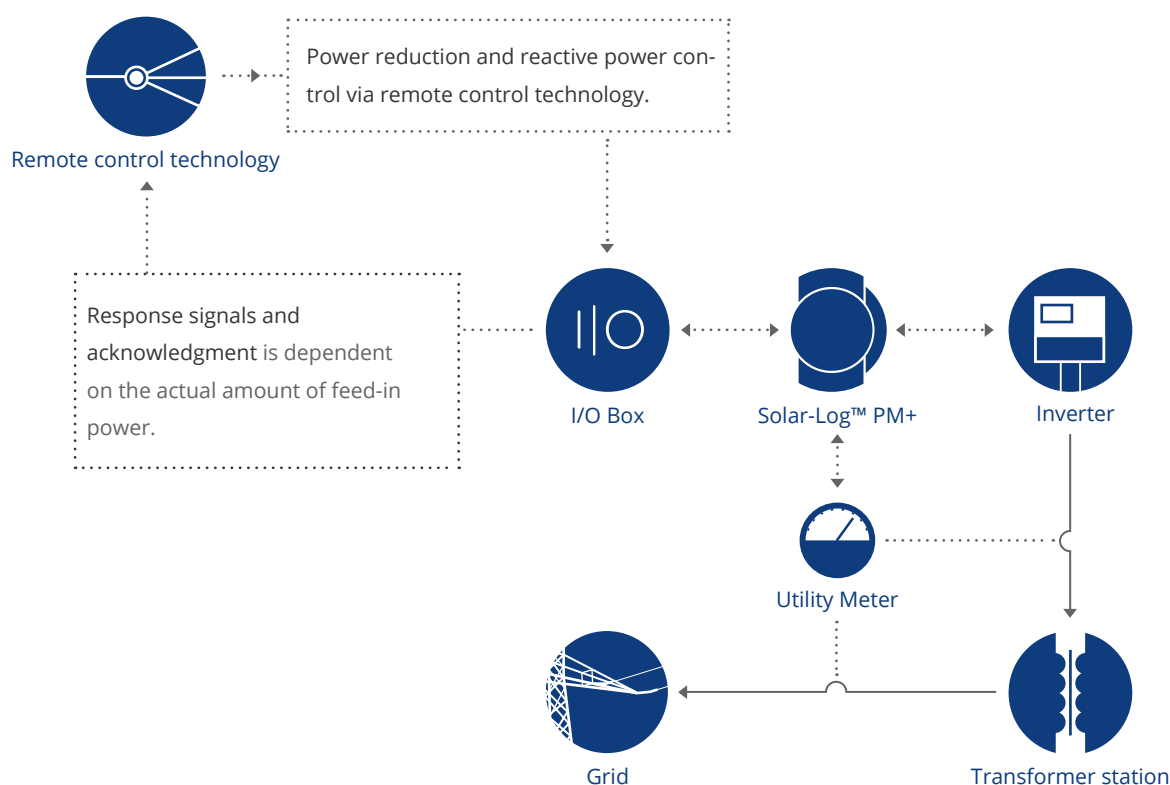 Power reduction and reactive power con-
trol via remote control technology.
Remote control technology
Response signals and
acknowledgment is dependent
on the actual amount of feed-in
power.
I/O Box
Solar-Log™ PM+
Inverter
Utility Meter
Grid
Transformer station